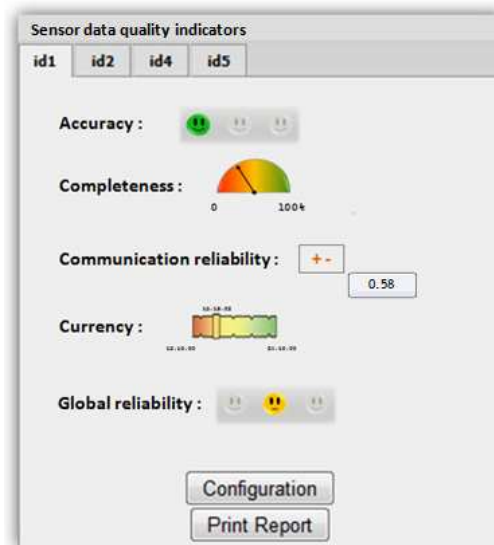 Sensor data quality indicators
id1 id2 id4 id5
Accuracy :
Completeness :
0 100%
Communication reliability : + -
0.58
Currency :
Global reliability :
Configuration
Print Report